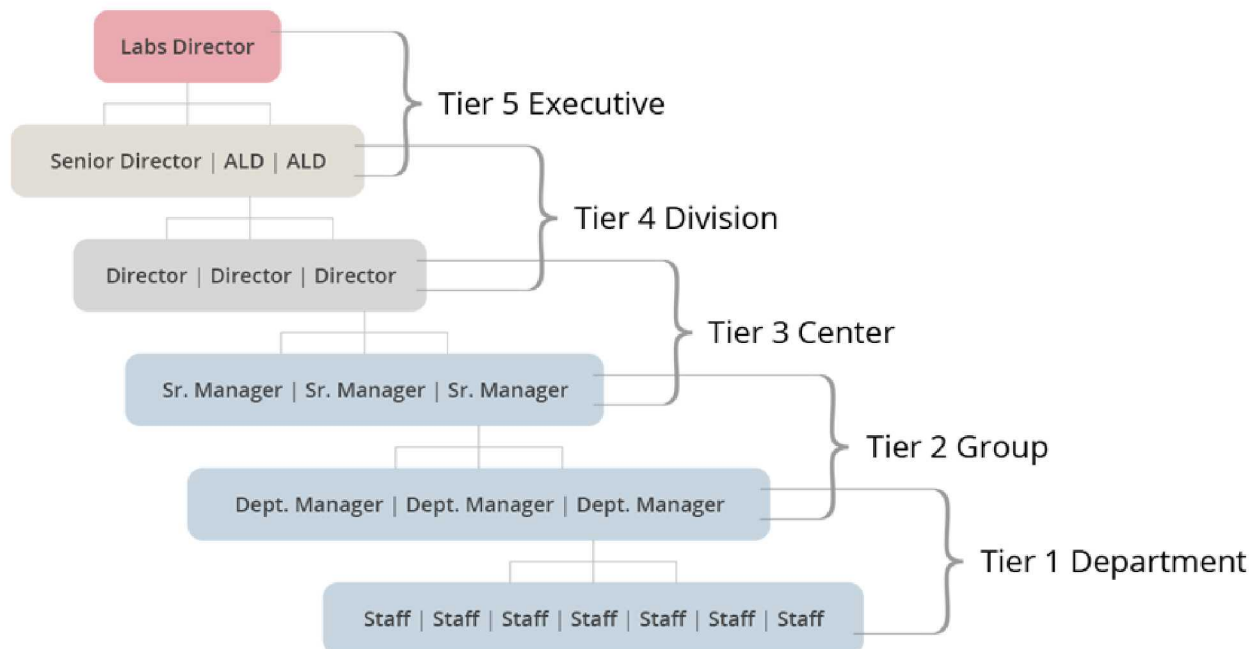 Labs Director
Tier 5 Executive
Senior Director | ALD | ALD
Tier 4 Division
Director | Director | Director
Tier 3 Center
Sr. Manager | Sr. Manager | Sr. Manager
Tier 2 Group
Dept. Manager | Dept. Manager | Dept. Manager
Tier 1 Department
Staff | Staff | Staff | Staff | Staff | Staff | Staff